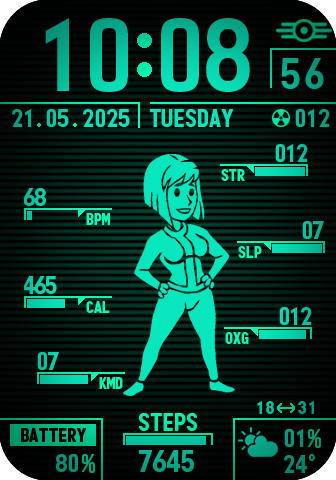 10:08
56
21.05.2025 TUESDAY 012
012
STR
68
BPM
07
SLP
465
CAL
012
OXG
07
KMD
18↔31
BATTERY
80%
STEPS
7645
01%
24°